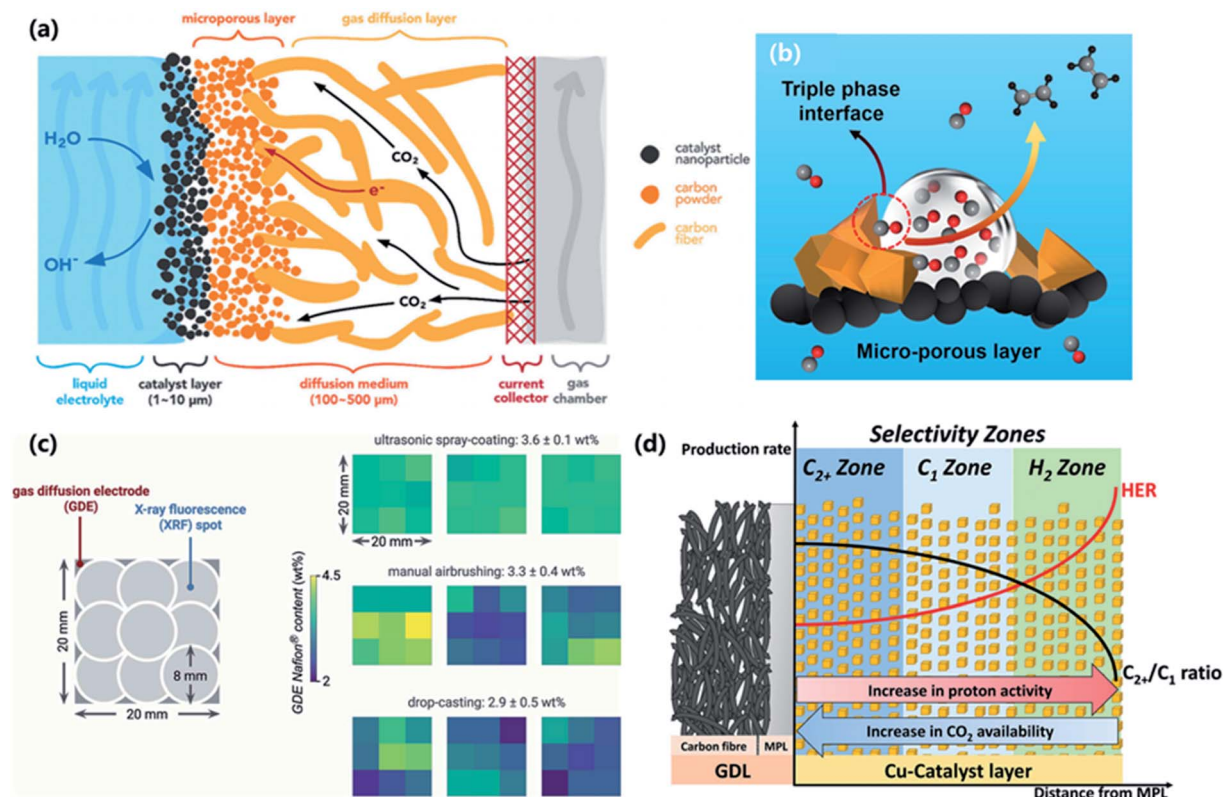 (a)
microporous layer
gas diffusion layer
H₂O
OH⁻
CO₂
e⁻
CO₂
liquid
electrolyte
catalyst layer
(1~10 μm)
diffusion medium
(100~500 μm)
current
collector
gas
chamber
catalyst
nanoparticle
carbon
powder
carbon
fiber
(b)
Triple phase
interface
Micro-porous layer
(c)
gas diffusion electrode
(GDE)
X-ray fluorescence
(XRF) spot
20 mm
8 mm
20 mm
ultrasonic spray-coating: 3.6 ± 0.1 wt%
20 mm
20 mm
manual airbrushing: 3.3 ± 0.4 wt%
GDE Nafion® content (wt%)
4.5
2
drop-casting: 2.9 ± 0.5 wt%
(d)
Production rate
Selectivity Zones
C₂₊ Zone
C₁ Zone
H₂ Zone
HER
C₂₊/C₁ ratio
Increase in proton activity
Increase in CO₂ availability
Carbon fibre
MPL
GDL
Cu-Catalyst layer
Distance from MPL